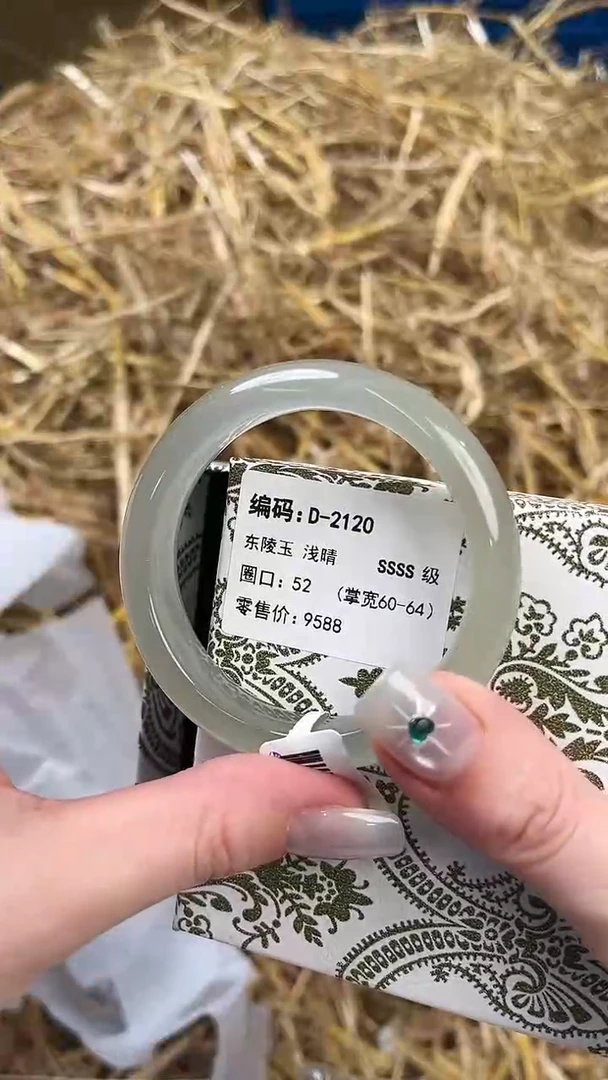 编码:D-2120
东陵玉 浅晴 SSSS 级
圈口: 52 (掌宽60-64)
零售价: 9588